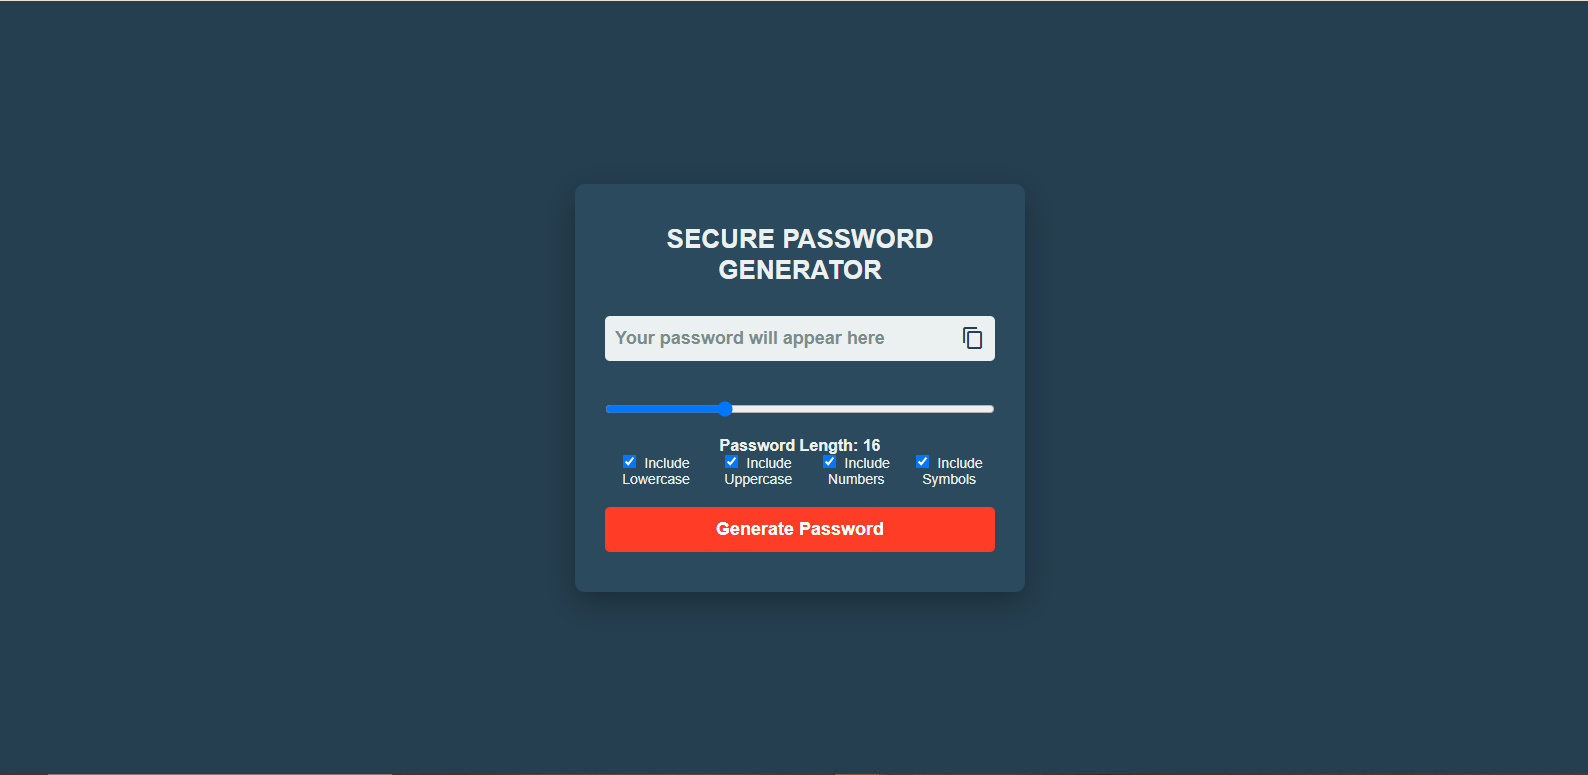 SECURE PASSWORD
GENERATOR
Your password will appear here
Password Length: 16
Include Lowercase
Include Uppercase
Include Numbers
Include Symbols
Generate Password